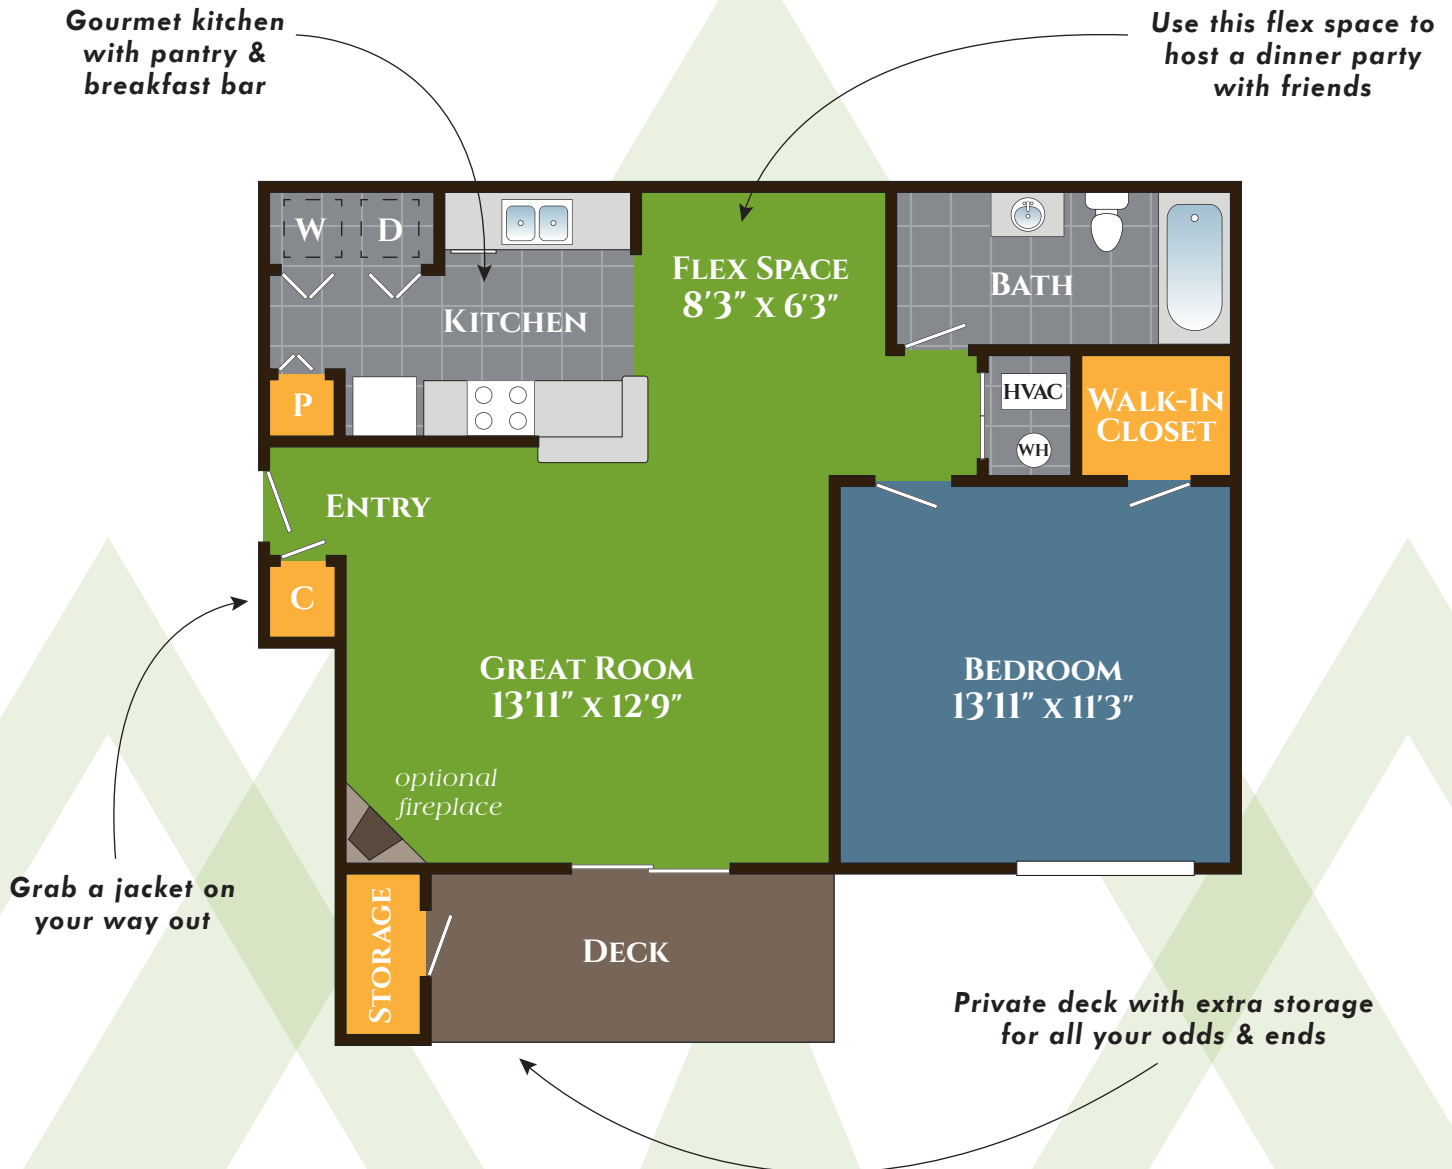 Gourmet kitchen
with pantry &
breakfast bar
Use this flex space to
host a dinner party
with friends
W
D
KITCHEN
FLEX SPACE
8'3" X 6'3"
BATH
P
HVAC
WH
WALK-IN
CLOSET
ENTRY
C
GREAT ROOM
13'11" X 12'9"
BEDROOM
13'11" X 11'3"
optional
fireplace
Grab a jacket on
your way out
STORAGE
DECK
Private deck with extra storage
for all your odds & ends